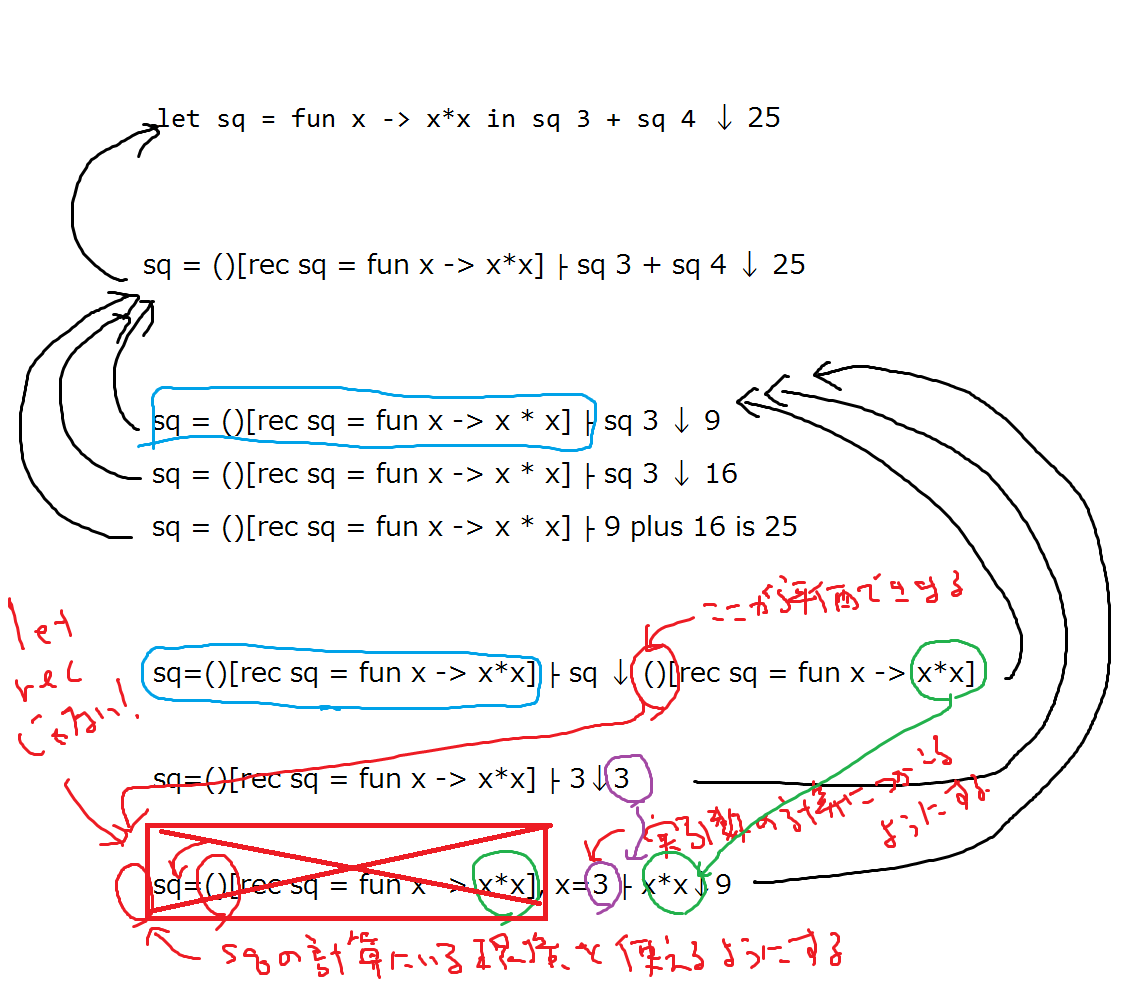 let sq = fun x -> x*x in sq 3 + sq 4 ↓ 25
sq = ()[rec sq = fun x -> x*x] ├ sq 3 + sq 4 ↓ 25
sq = ()[rec sq = fun x -> x * x] ├ sq 3 ↓ 9
sq = ()[rec sq = fun x -> x * x] ├ sq 3 ↓ 16
sq = ()[rec sq = fun x -> x * x] ├ 9 plus 16 is 25
ここが評価できなる
let
rec
じゃない!
sq=()[rec sq = fun x -> x*x] ├ sq ↓ ()[rec sq = fun x -> x*x]
sq=()[rec sq = fun x -> x*x] ├ 3↓3
実引数の計算につかいる
ようにする
sq=()[rec sq = fun x -> x*x], x=3 ├ x*x↓9
sqの計算にいる環境を使えるようにする